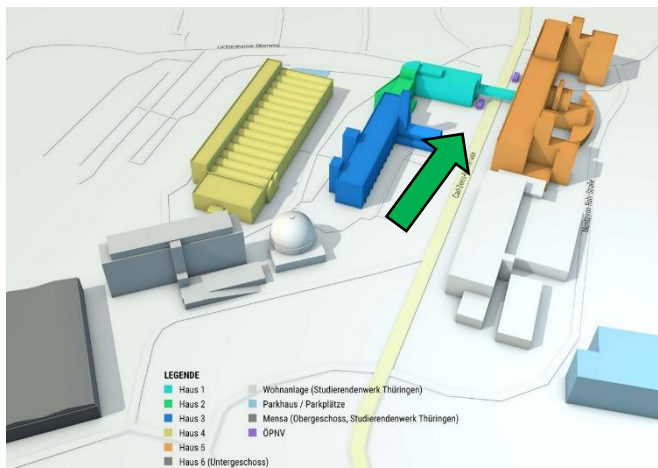 LEGENDE
Haus 1
Haus 2
Haus 3
Haus 4
Haus 5
Haus 6 (Untergeschoss)
Wohnanlage (Studierendenwerk Thüringen)
Parkhaus / Parkplätze
Mensa (Obergeschoss, Studierendenwerk Thüringen)
ÖPNV